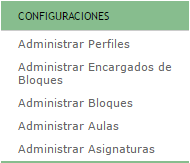 CONFIGURACIONES
Administrar Perfiles
Administrar Encargados de
Bloques
Administrar Bloques
Administrar Aulas
Administrar Asignaturas